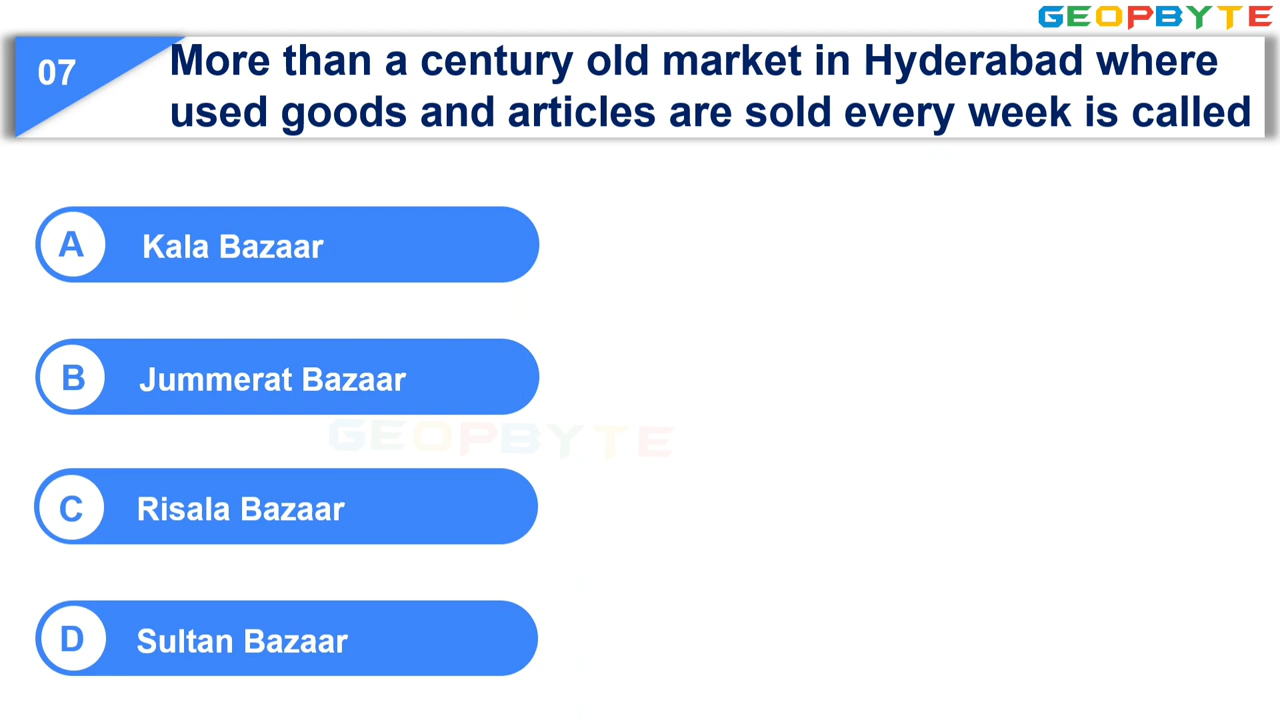 GEOPBYTE
07
More than a century old market in Hyderabad where
used goods and articles are sold every week is called
A Kala Bazaar
B Jummerat Bazaar
GEOPBYTE
C Risala Bazaar
D Sultan Bazaar